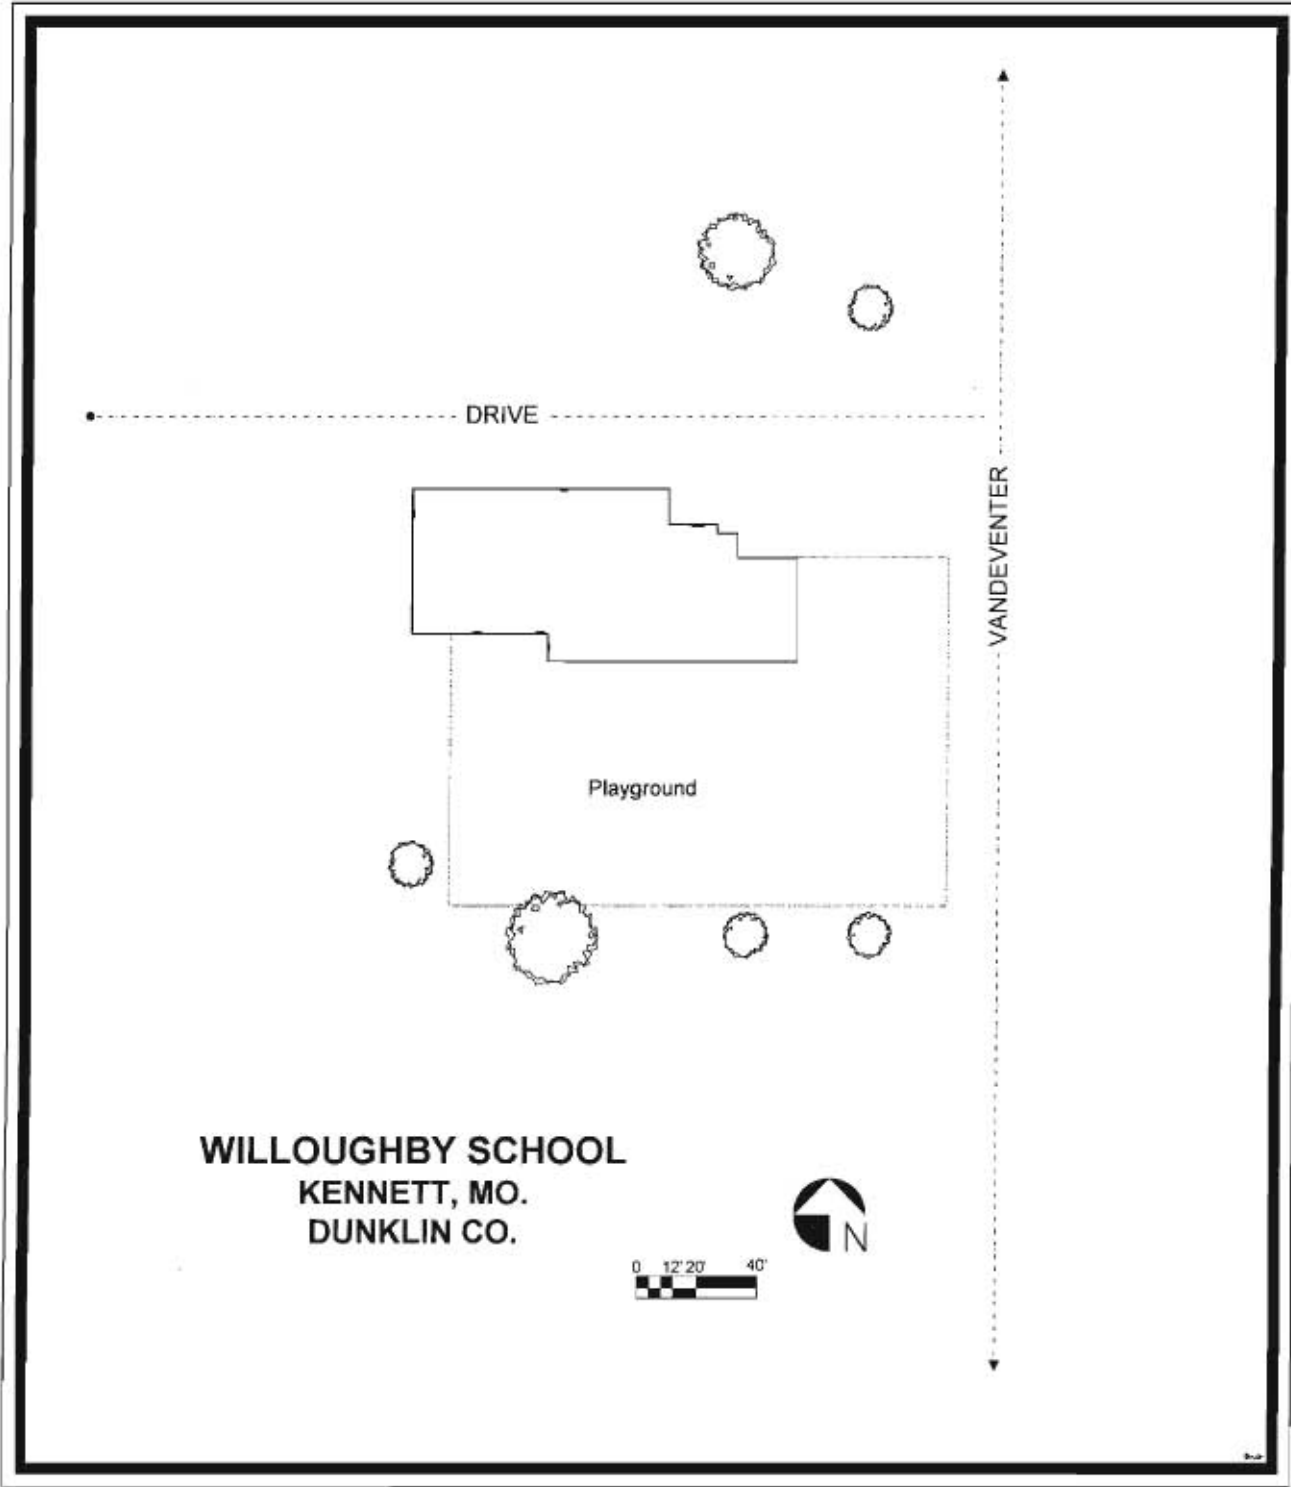 DRIVE
VANDEVENTER
Playground
WILLOUGHBY SCHOOL
KENNETT, MO.
DUNKLIN CO.
N
0 12' 20' 40'